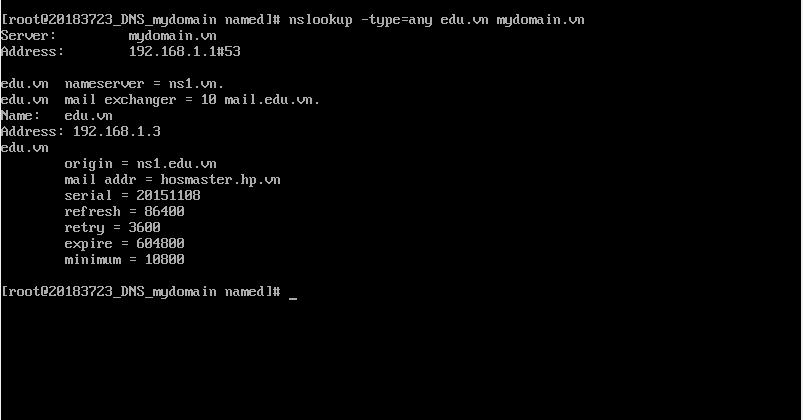 [root@20183723_DNS_mydomain named]# nslookup -type=any edu.vn mydomain.vn
Server:         mydomain.vn
Address:        192.168.1.1#53

edu.vn  nameserver = ns1.vn.
edu.vn  mail exchanger = 10 mail.edu.vn.
Name:   edu.vn
Address: 192.168.1.3
edu.vn
        origin = ns1.edu.vn
        mail addr = hosmaster.hp.vn
        serial = 20151108
        refresh = 86400
        retry = 3600
        expire = 604800
        minimum = 10800

[root@20183723_DNS_mydomain named]# _